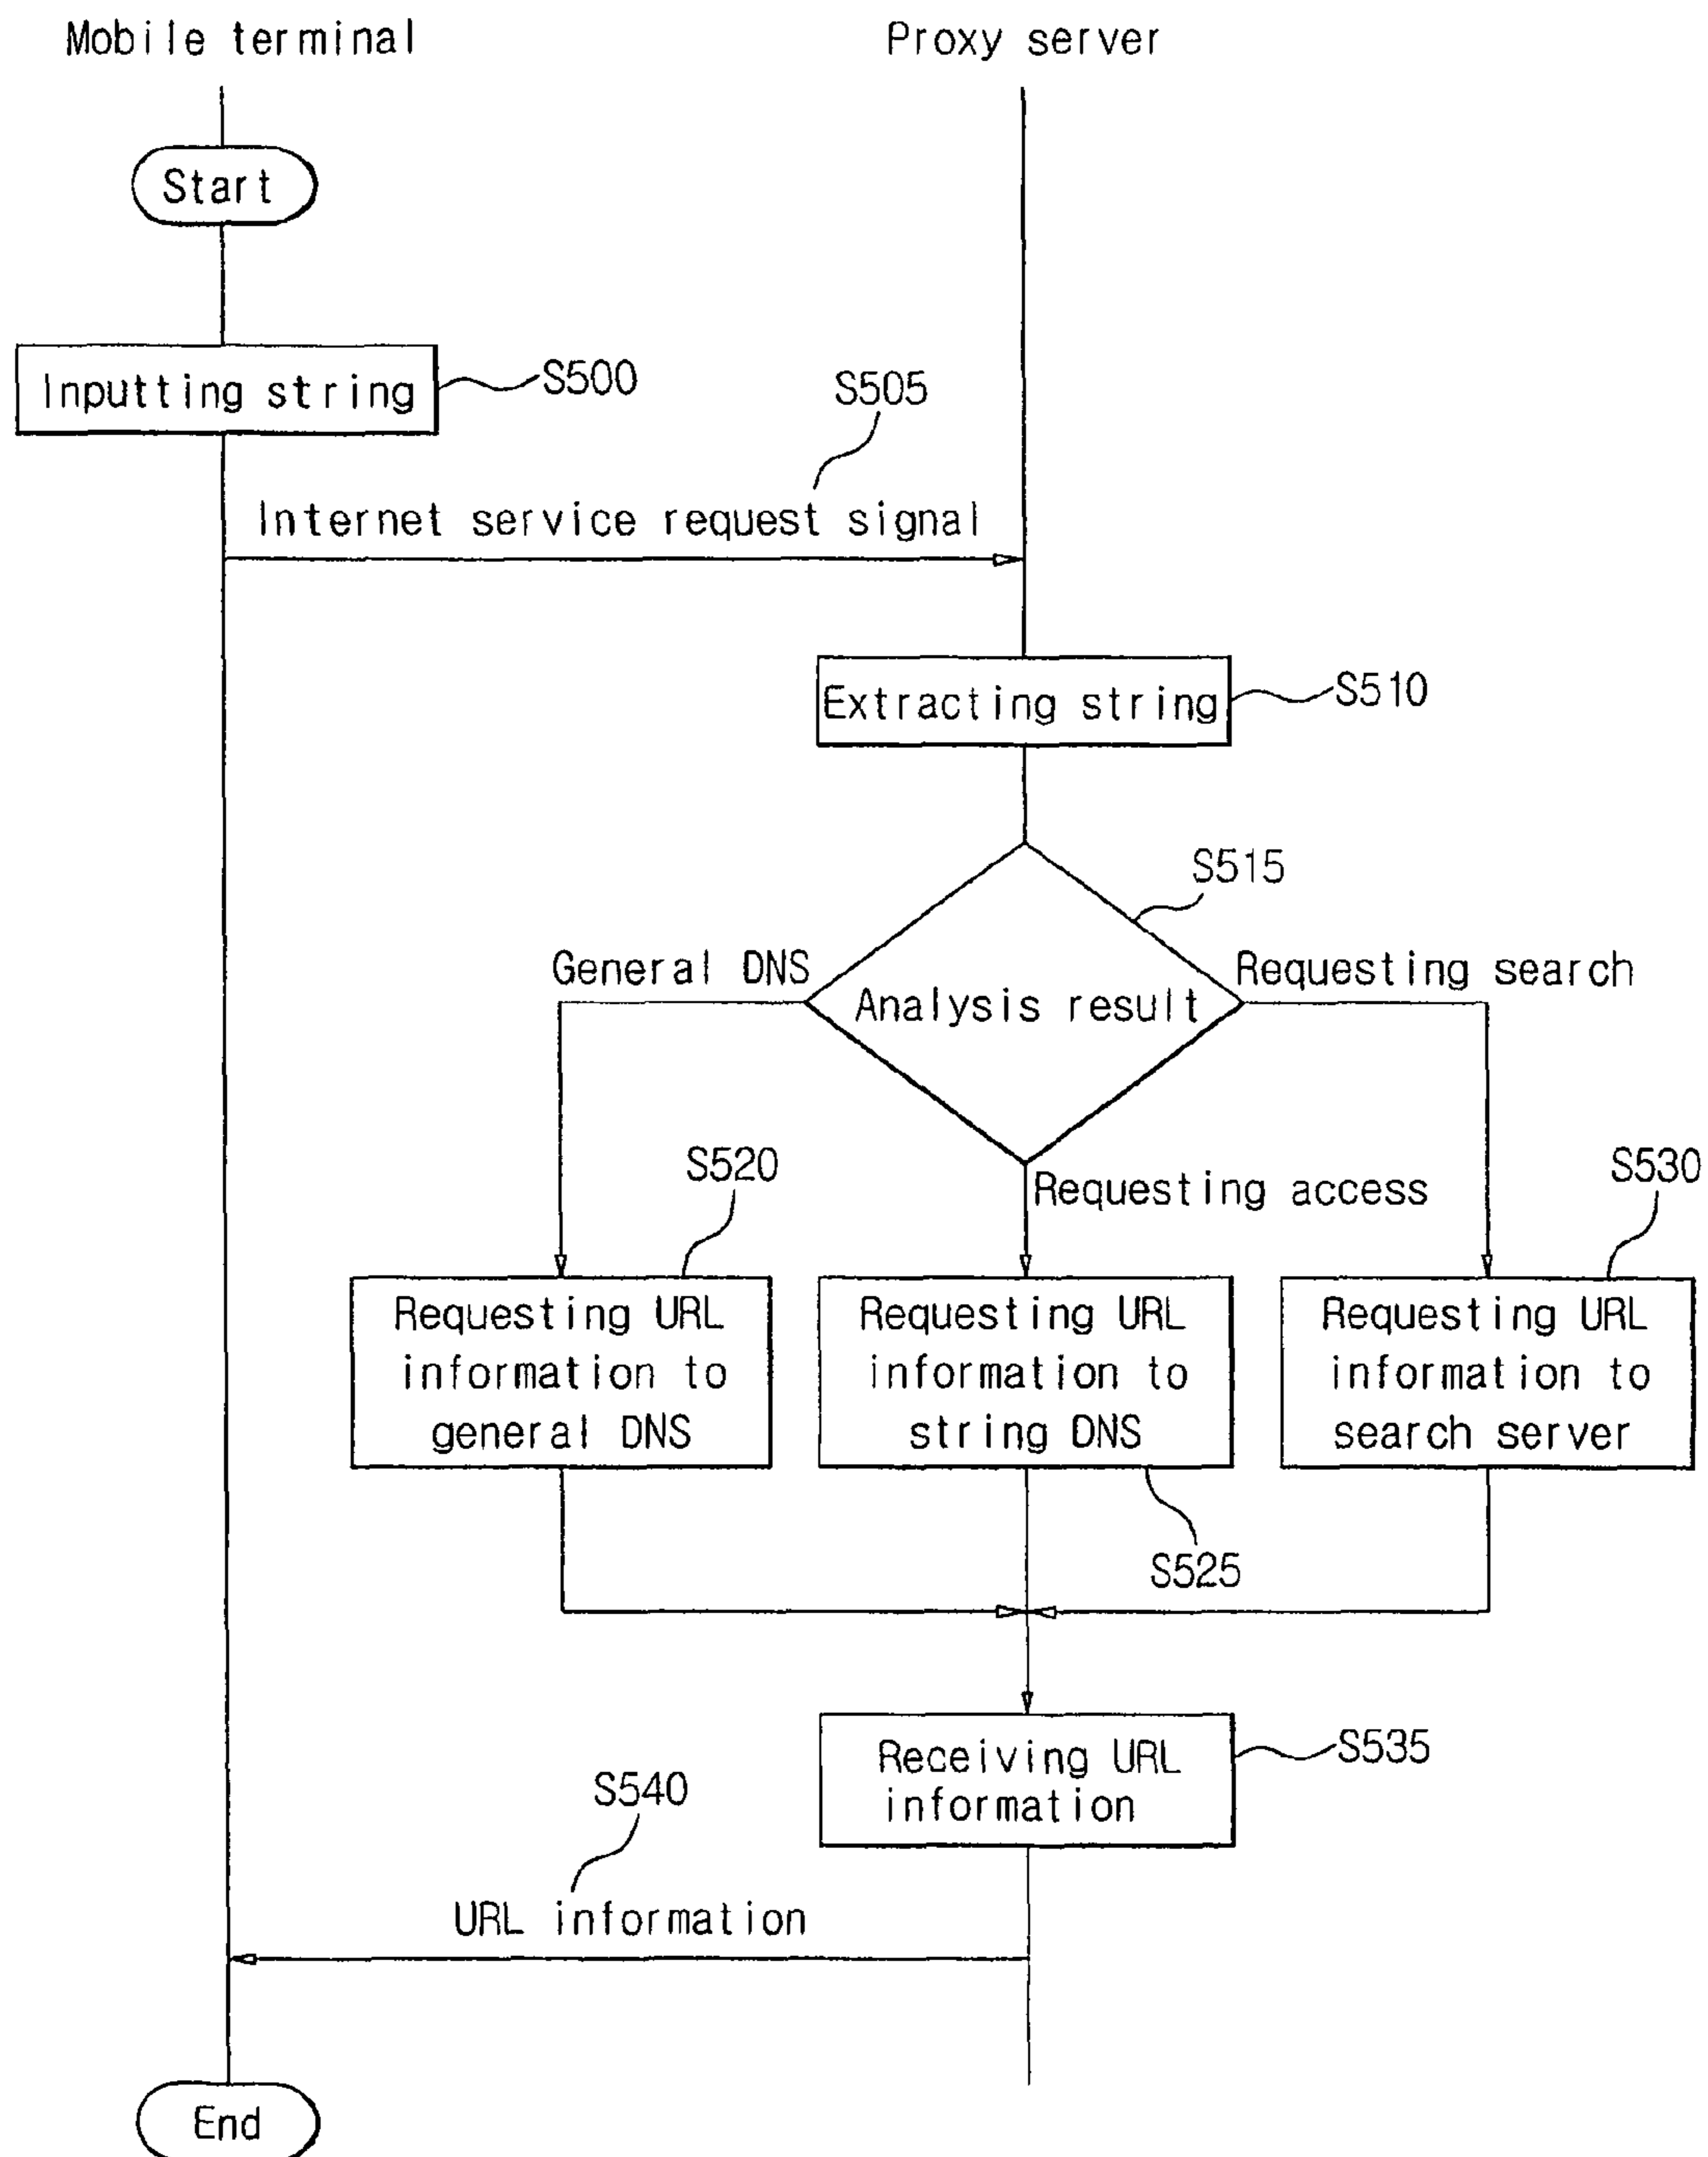 Mobile terminal
Proxy server
Start
Inputting string
S500
S505
Internet service request signal
Extracting string
S510
S515
General DNS
Analysis result
Requesting search
Requesting access
S520
S530
Requesting URL
information to
general DNS
Requesting URL
information to
string DNS
Requesting URL
information to
search server
S525
Receiving URL
information
S535
S540
URL information
End